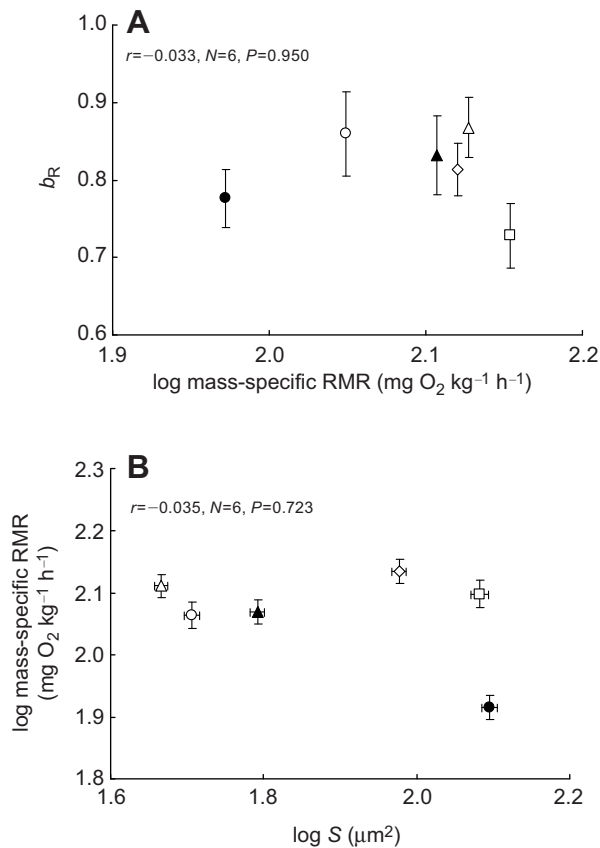 A
r=−0.033, N=6, P=0.950
1.0
0.9
0.8
0.7
0.6
b_R
1.9 2.0 2.1 2.2
log mass-specific RMR (mg O₂ kg⁻¹ h⁻¹)
B
r=−0.035, N=6, P=0.723
2.3
2.2
2.1
2.0
1.9
1.8
log mass-specific RMR
(mg O₂ kg⁻¹ h⁻¹)
1.6 1.8 2.0 2.2
log S (μm²)